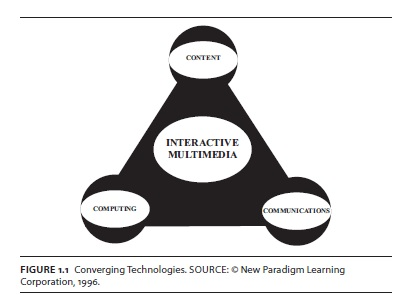 CONTENT
INTERACTIVE
MULTIMEDIA
COMPUTING
COMMUNICATIONS
FIGURE 1.1 Converging Technologies. SOURCE: © New Paradigm Learning
Corporation, 1996.